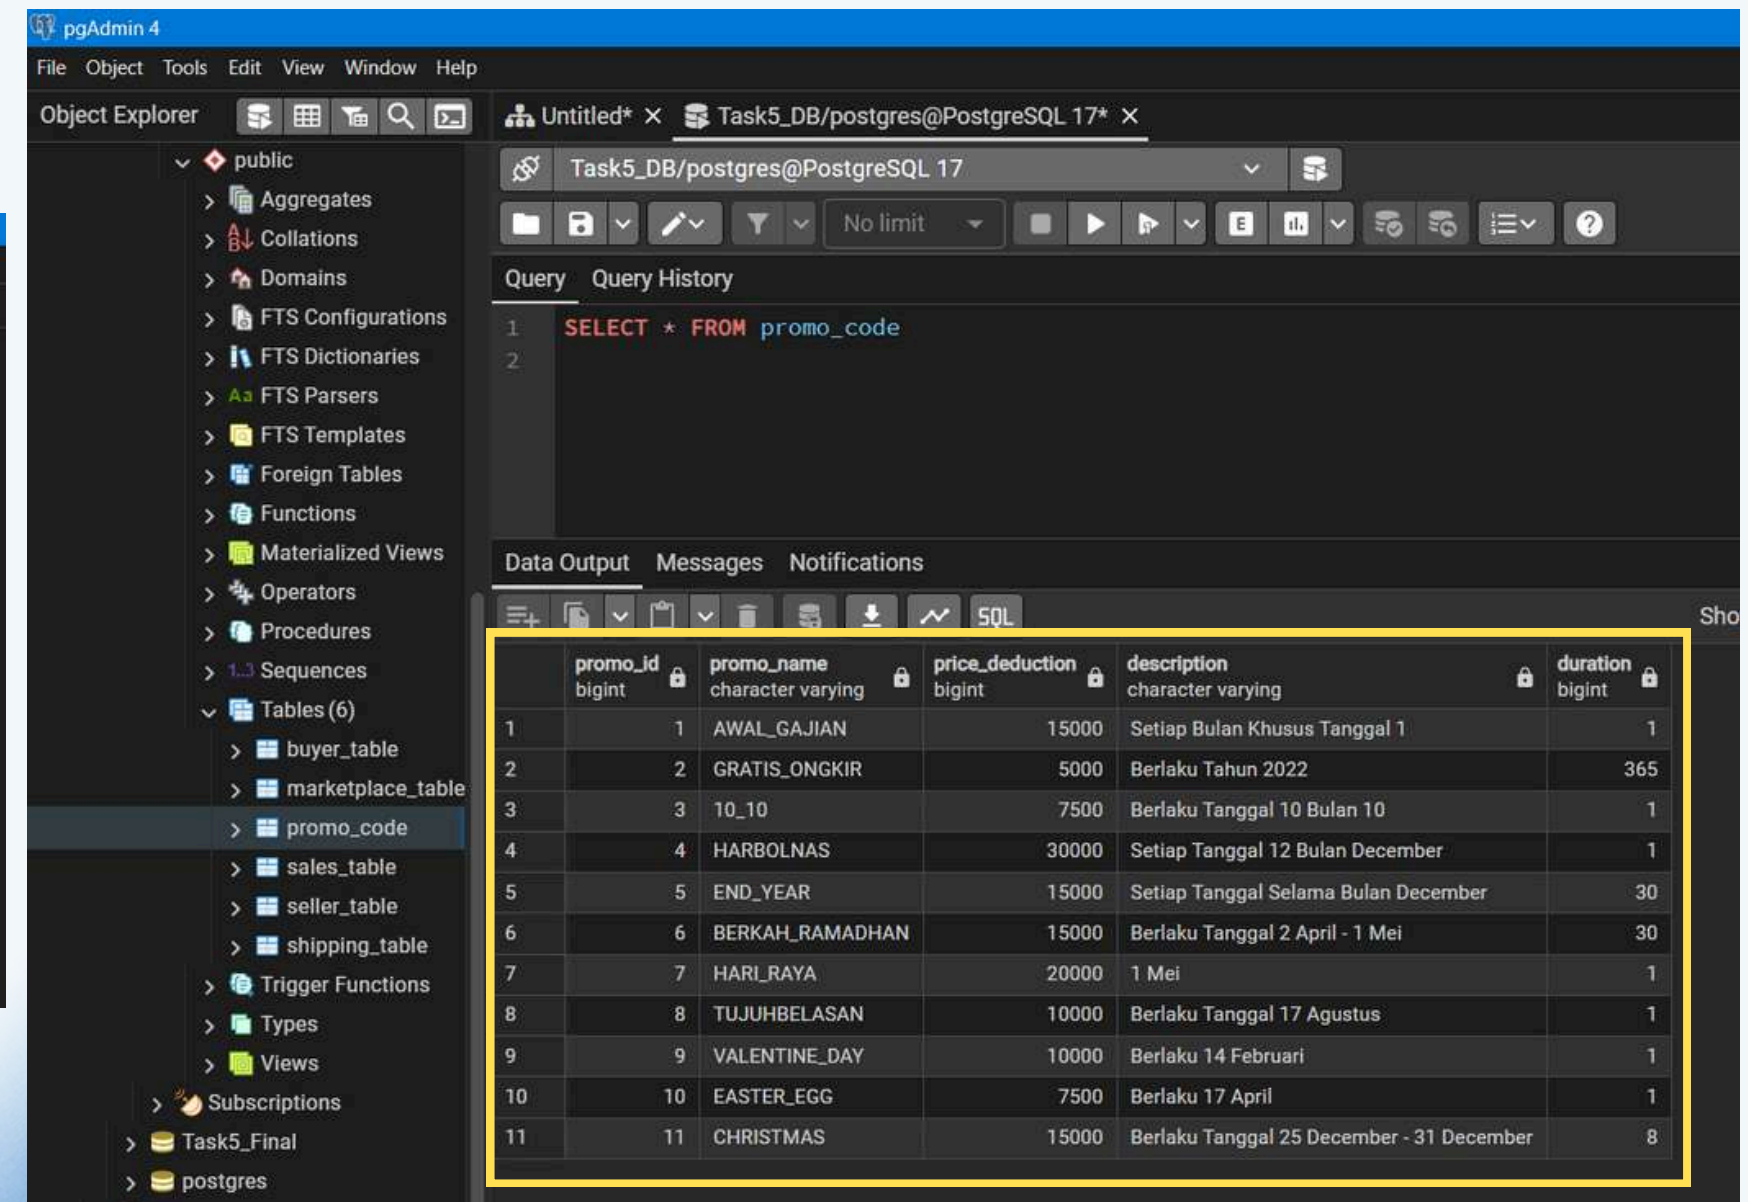 pgAdmin 4
File Object Tools Edit View Window Help
Object Explorer
Untitled* Task5_DB/postgres@PostgreSQL 17*
public
Aggregates
Collations
Domains
FTS Configurations
FTS Dictionaries
FTS Parsers
FTS Templates
Foreign Tables
Functions
Materialized Views
Operators
Procedures
1..3 Sequences
Tables (6)
buyer_table
marketplace_table
promo_code
sales_table
seller_table
shipping_table
Trigger Functions
Types
Views
Subscriptions
Task5_Final
postgres
Task5_DB/postgres@PostgreSQL 17
No limit
Query Query History
1 SELECT * FROM promo_code
2
Data Output Messages Notifications
SQL Sho
promo_id promo_name price_deduction description duration
bigint character varying bigint character varying bigint
1 1 AWAL_GAJIAN 15000 Setiap Bulan Khusus Tanggal 1 1
2 2 GRATIS_ONGKIR 5000 Berlaku Tahun 2022 365
3 3 10_10 7500 Berlaku Tanggal 10 Bulan 10 1
4 4 HARBOLNAS 30000 Setiap Tanggal 12 Bulan December 1
5 5 END_YEAR 15000 Setiap Tanggal Selama Bulan December 30
6 6 BERKAH_RAMADHAN 15000 Berlaku Tanggal 2 April - 1 Mei 30
7 7 HARI_RAYA 20000 1 Mei 1
8 8 TUJUHBELASAN 10000 Berlaku Tanggal 17 Agustus 1
9 9 VALENTINE_DAY 10000 Berlaku 14 Februari 1
10 10 EASTER_EGG 7500 Berlaku 17 April 1
11 11 CHRISTMAS 15000 Berlaku Tanggal 25 December - 31 December 8